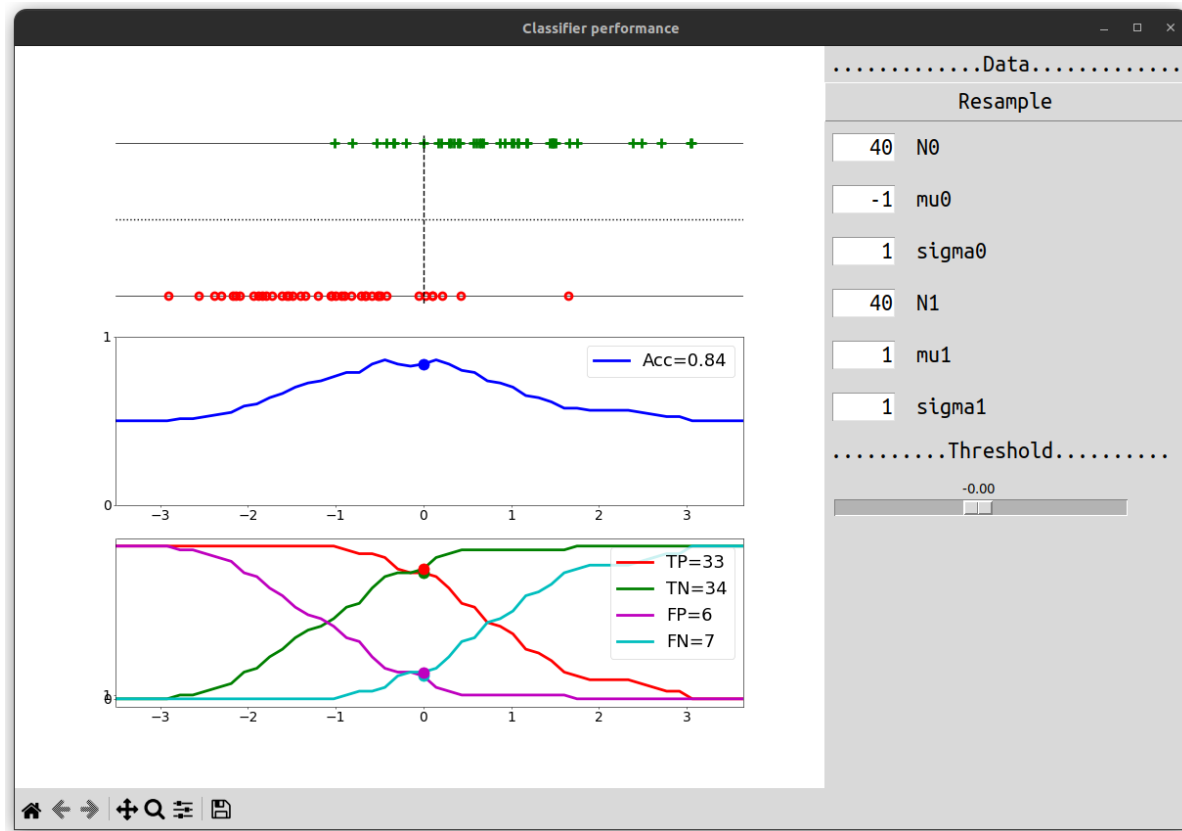 Classifier performance
.............Data.............
Resample
40 N0
-1 mu0
1 sigma0
40 N1
1 mu1
1 sigma1
..........Threshold..........
-0.00
1
Acc=0.84
0
−3 −2 −1 0 1 2 3
TP=33
TN=34
FP=6
FN=7
1
0
−3 −2 −1 0 1 2 3